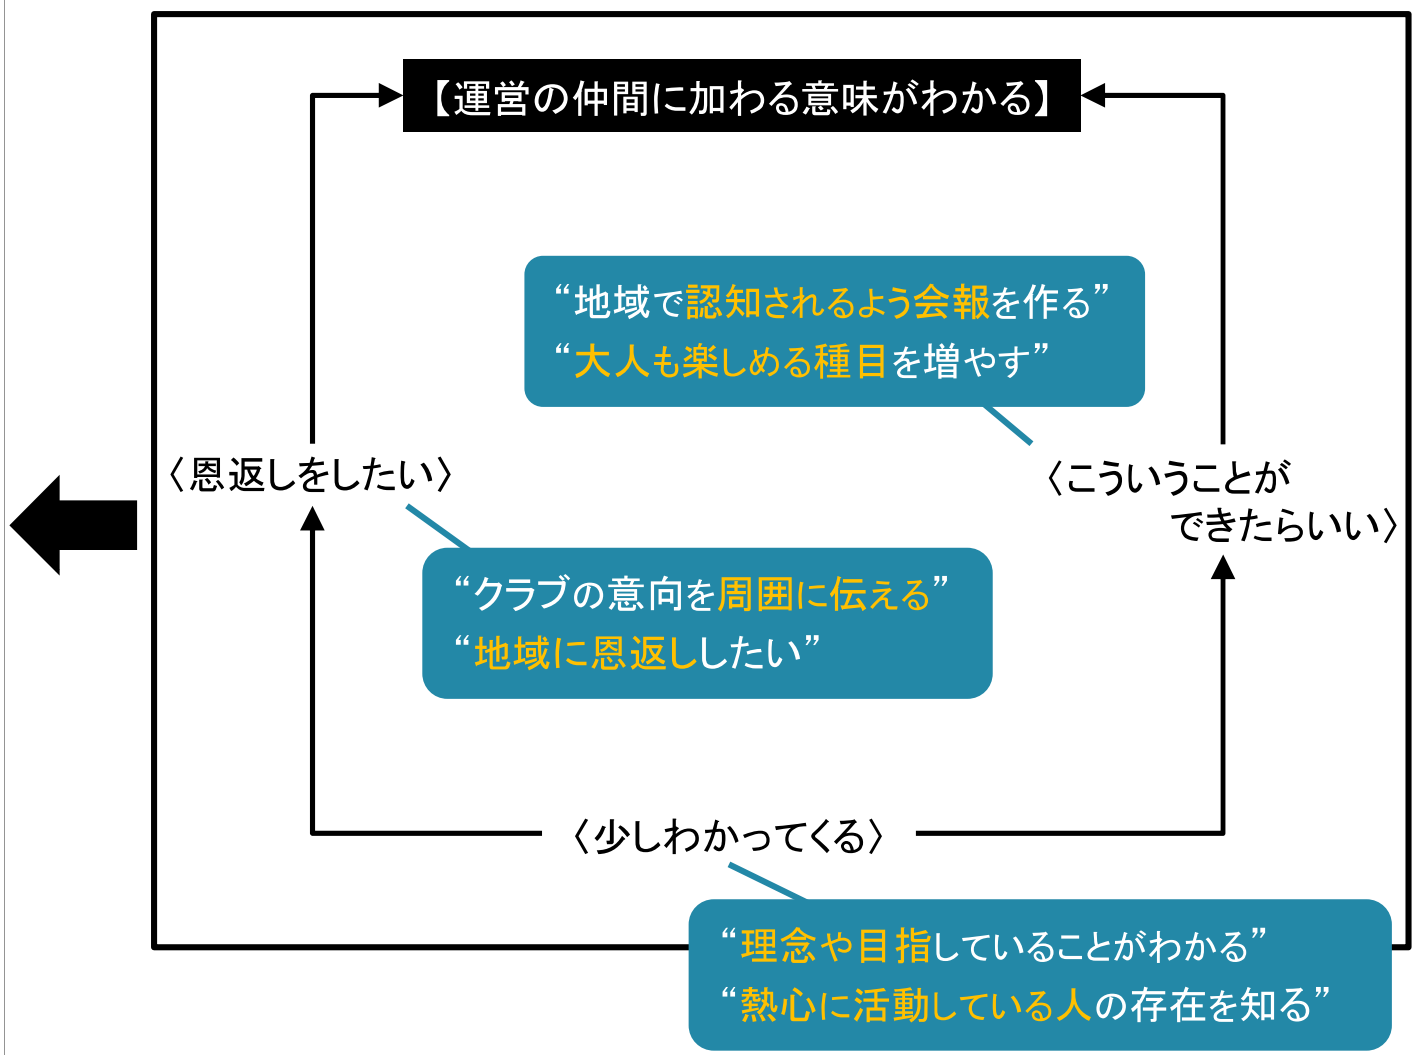 【運営の仲間に加わる意味がわかる】
“地域で認知されるよう会報を作る”
“大人も楽しめる種目を増やす”
〈恩返しをしたい〉
〈こういうことが
できたらいい〉
“クラブの意向を周囲に伝える”
“地域に恩返ししたい”
〈少しわかってくる〉
“理念や目指していることがわかる”
“熱心に活動している人の存在を知る”